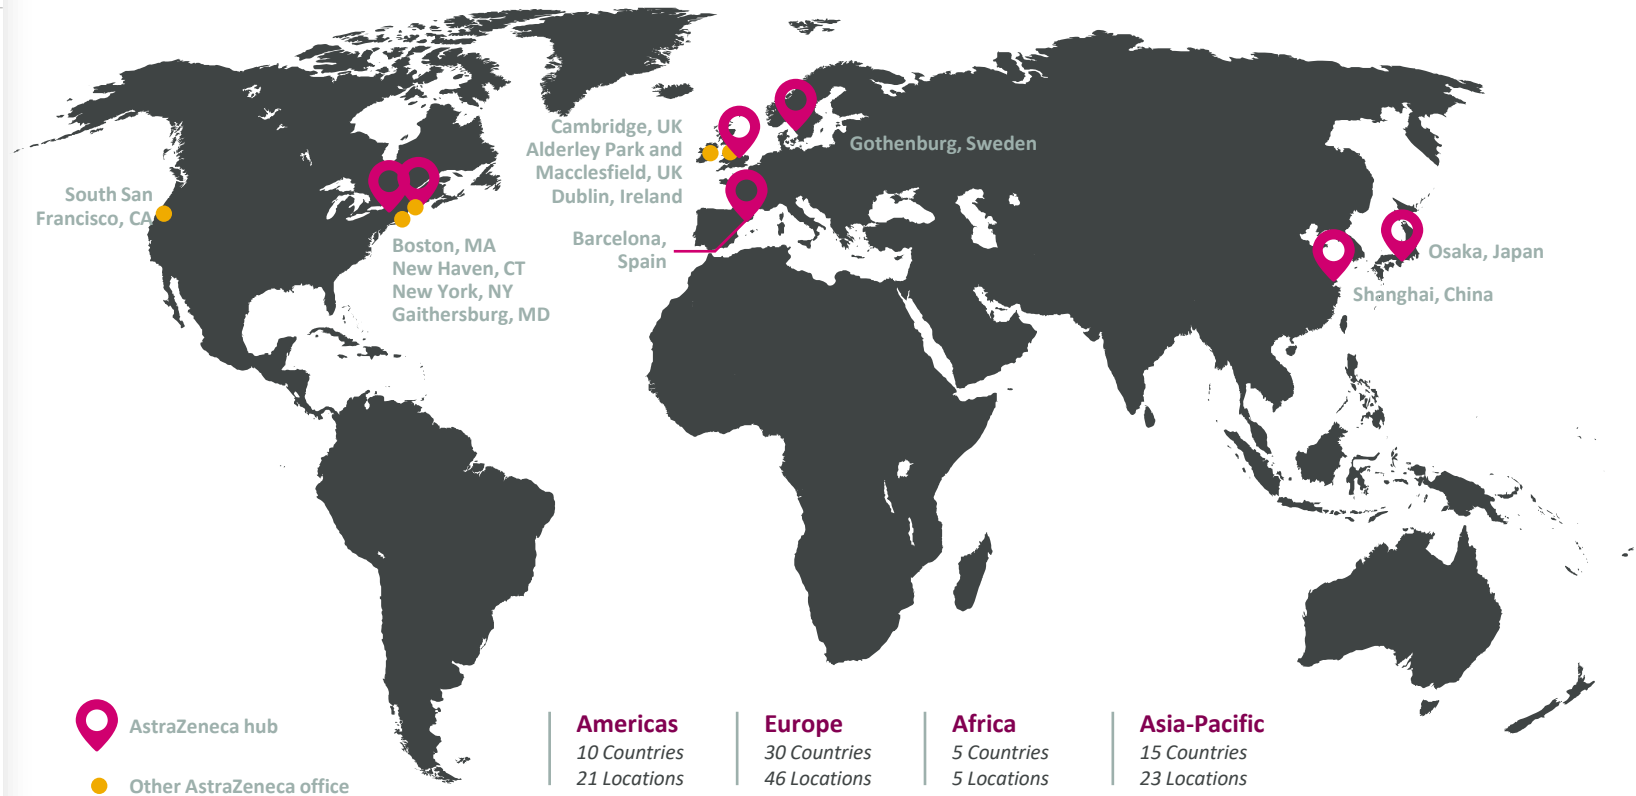 Cambridge, UK
Alderley Park and
Macclesfield, UK
Dublin, Ireland
Gothenburg, Sweden
South San
Francisco, CA
Barcelona,
Spain
Boston, MA
New Haven, CT
New York, NY
Gaithersburg, MD
Osaka, Japan
Shanghai, China
AstraZeneca hub
Other AstraZeneca office
Americas
10 Countries
21 Locations
Europe
30 Countries
46 Locations
Africa
5 Countries
5 Locations
Asia-Pacific
15 Countries
23 Locations